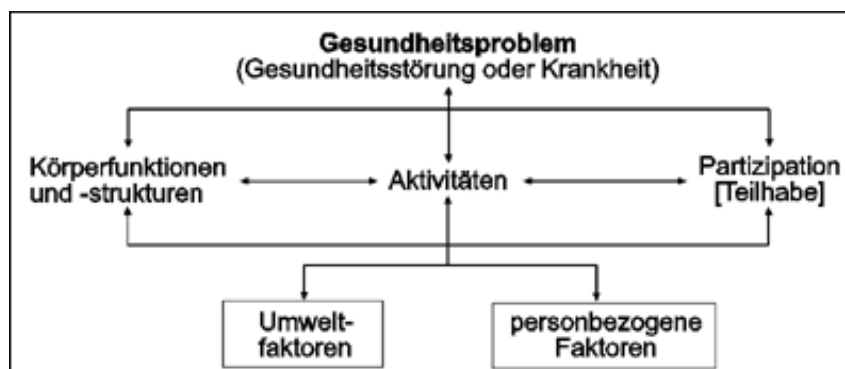 Gesundheitsproblem
(Gesundheitsstörung oder Krankheit)
Körperfunktionen
und -strukturen
Aktivitäten
Partizipation
[Teilhabe]
Umwelt-
faktoren
personbezogene
Faktoren